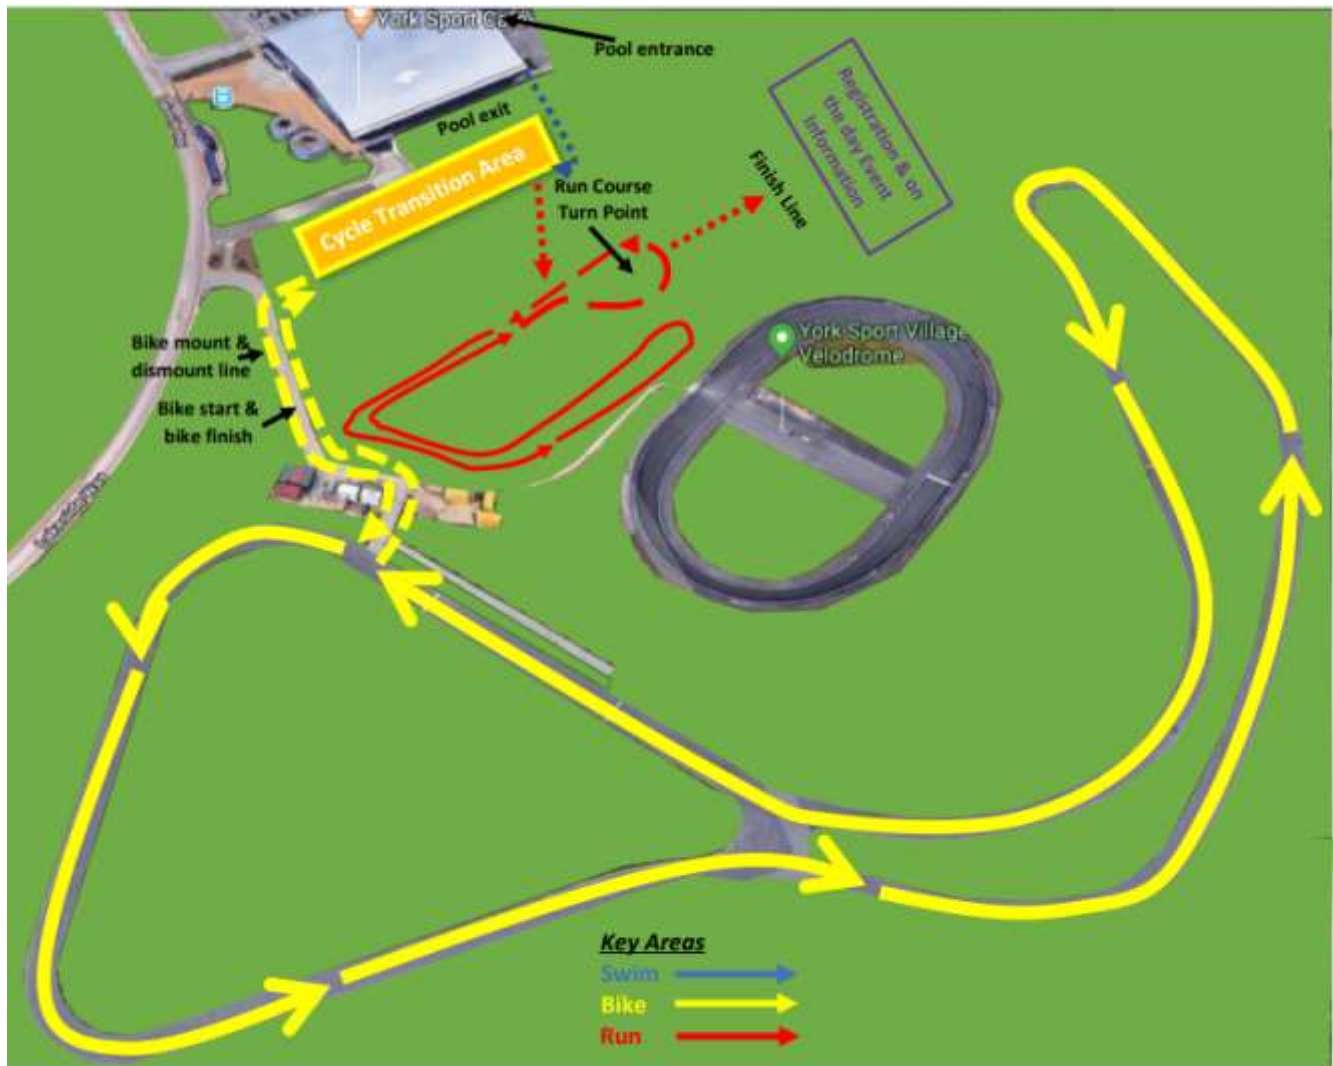 York Sport
Pool entrance
Pool exit
Cycle Transition Area
Registration & on
the day Event
Information
Run Course
Turn Point
Finish Line
York Sport Village
Velodrome
Bike mount &
dismount line
Bike start &
bike finish
Key Areas
Swim
Bike
Run